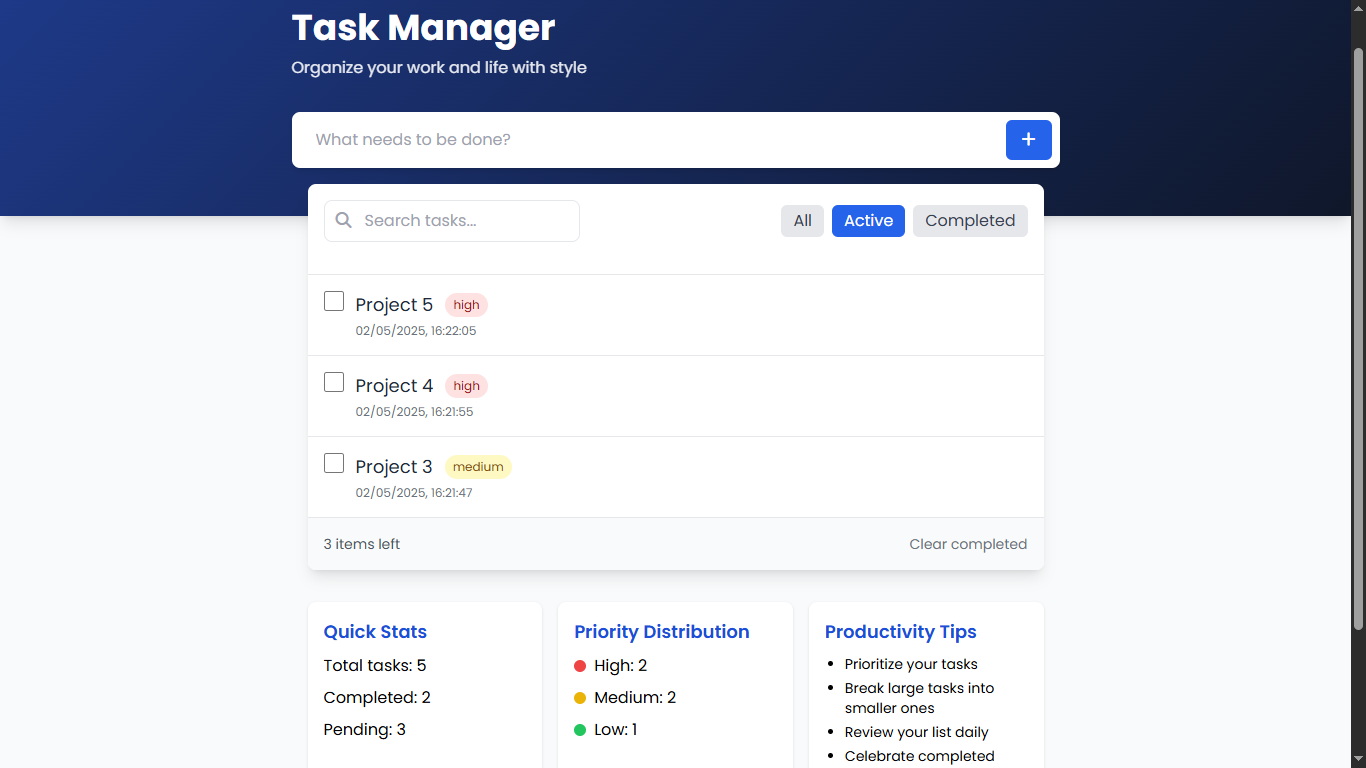 Task Manager
Organize your work and life with style
What needs to be done?
+
Search tasks...
All Active Completed
Project 5 high
02/05/2025, 16:22:05
Project 4 high
02/05/2025, 16:21:55
Project 3 medium
02/05/2025, 16:21:47
3 items left Clear completed
Quick Stats
Total tasks: 5
Completed: 2
Pending: 3
Priority Distribution
High: 2
Medium: 2
Low: 1
Productivity Tips
• Prioritize your tasks
• Break large tasks into
smaller ones
• Review your list daily
• Celebrate completed